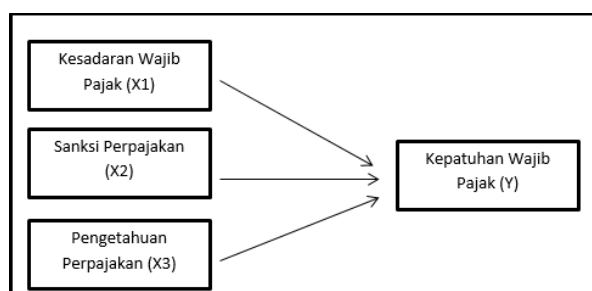 Kesadaran Wajib
Pajak (X1)
Sanksi Perpajakan
(X2)
Pengetahuan
Perpajakan (X3)
Kepatuhan Wajib
Pajak (Y)